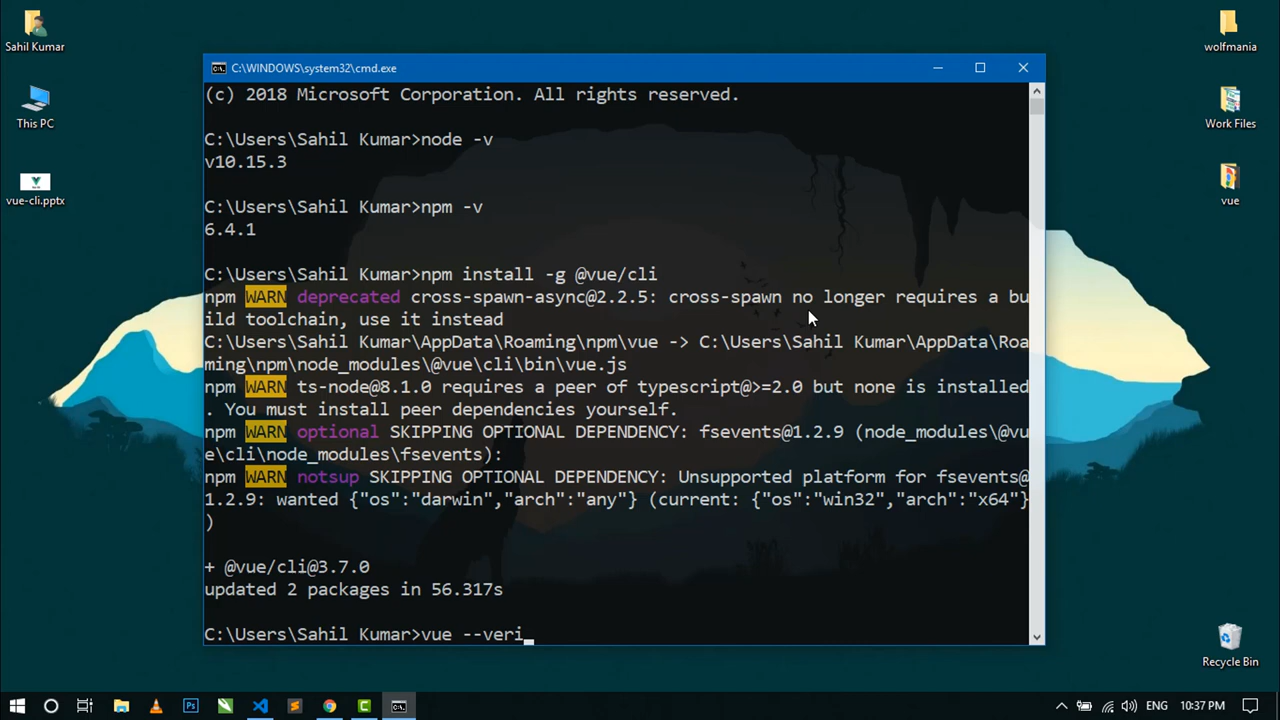 Sahil Kumar
This PC
vue-cli.pptx
wolfmania
Work Files
vue
Recycle Bin
C:\WINDOWS\system32\cmd.exe
(c) 2018 Microsoft Corporation. All rights reserved.
C:\Users\Sahil Kumar>node -v
v10.15.3
C:\Users\Sahil Kumar>npm -v
6.4.1
C:\Users\Sahil Kumar>npm install -g @vue/cli
npm WARN deprecated cross-spawn-async@2.2.5: cross-spawn no longer requires a bu
ild toolchain, use it instead
C:\Users\Sahil Kumar\AppData\Roaming\npm\vue -> C:\Users\Sahil Kumar\AppData\Roa
ming\npm\node_modules\@vue\cli\bin\vue.js
npm WARN ts-node@8.1.0 requires a peer of typescript@>=2.0 but none is installed
. You must install peer dependencies yourself.
npm WARN optional SKIPPING OPTIONAL DEPENDENCY: fsevents@1.2.9 (node_modules\@vu
e\cli\node_modules\fsevents):
npm WARN notsup SKIPPING OPTIONAL DEPENDENCY: Unsupported platform for fsevents@
1.2.9: wanted {"os":"darwin","arch":"any"} (current: {"os":"win32","arch":"x64"}
)
+ @vue/cli@3.7.0
updated 2 packages in 56.317s
C:\Users\Sahil Kumar>vue --veri
Ps
ENG
10:37 PM